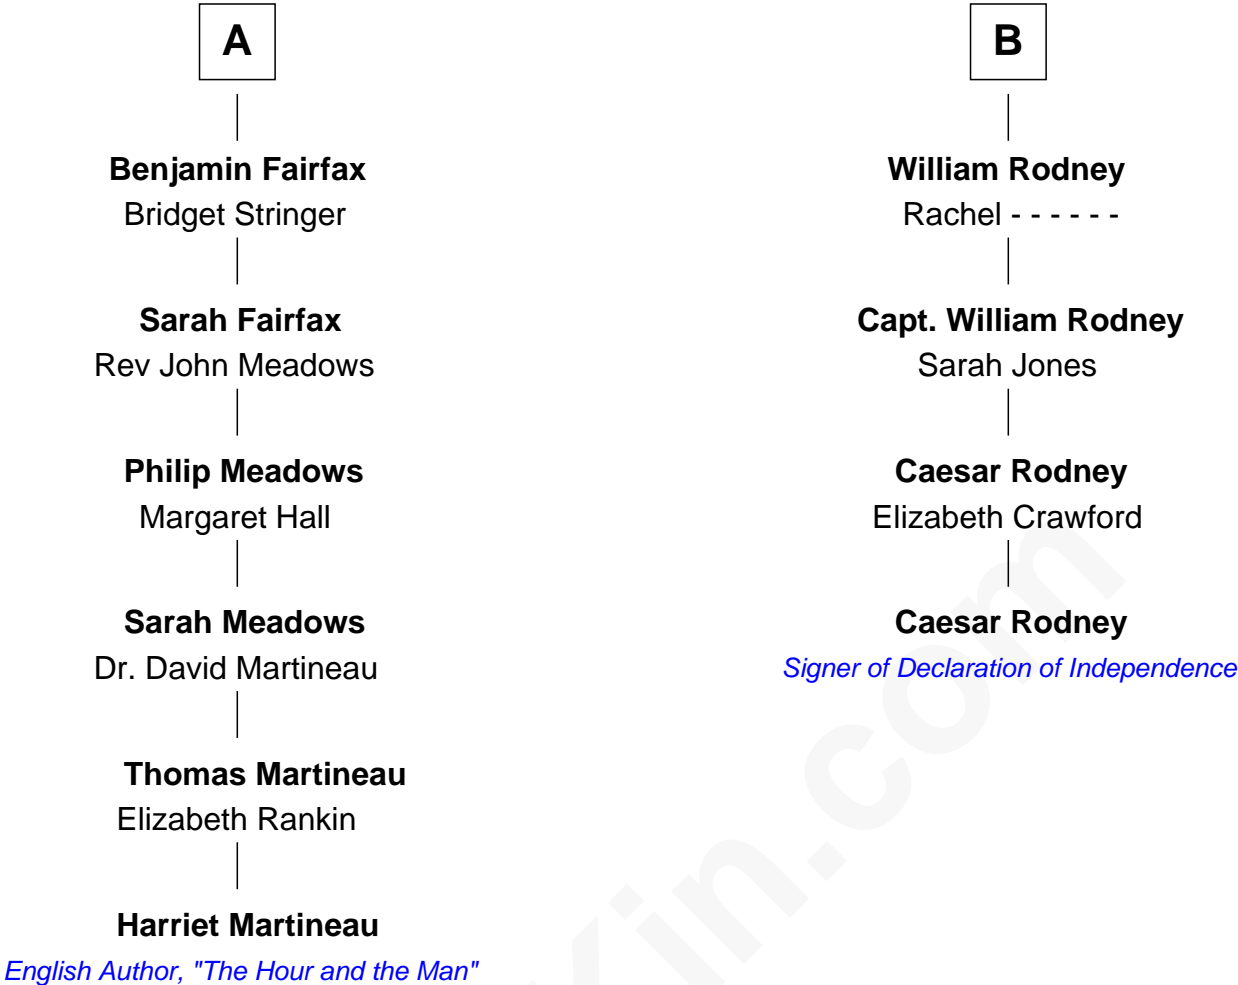 A
Benjamin Fairfax
Bridget Stringer
Sarah Fairfax
Rev John Meadows
Philip Meadows
Margaret Hall
Sarah Meadows
Dr. David Martineau
Thomas Martineau
Elizabeth Rankin
Harriet Martineau
English Author, "The Hour and the Man"
B
William Rodney
Rachel - - - - - -
Capt. William Rodney
Sarah Jones
Caesar Rodney
Elizabeth Crawford
Caesar Rodney
Signer of Declaration of Independence
Kin.com